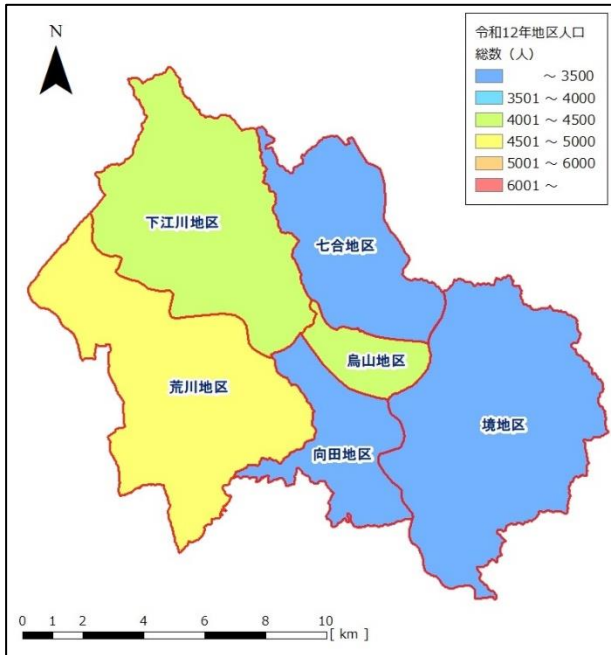 N
令和12年地区人口
総数（人）
～ 3500
3501 ～ 4000
4001 ～ 4500
4501 ～ 5000
5001 ～ 6000
6001 ～
下江川地区
七合地区
烏山地区
荒川地区
境地区
向田地区
0 1 2 4 6 8 10
[ km ]